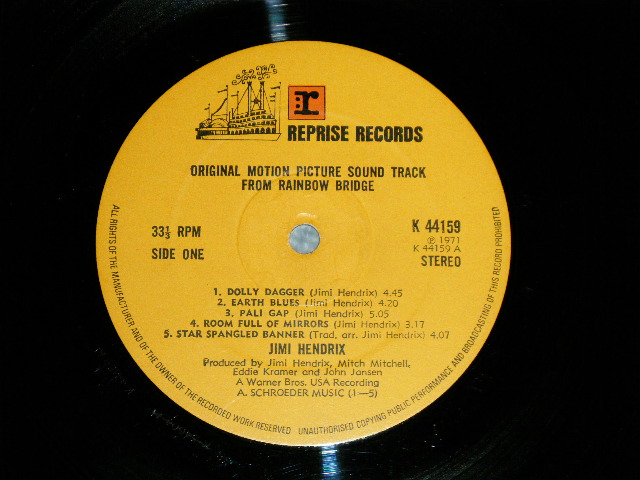 r
REPRISE RECORDS
ORIGINAL MOTION PICTURE SOUND TRACK
FROM RAINBOW BRIDGE
33⅓ RPM
SIDE ONE
K 44159
℗ 1971
K 44159 A
STEREO
1. DOLLY DAGGER (Jimi Hendrix) 4.45
2. EARTH BLUES (Jimi Hendrix) 4.20
3. PALI GAP (Jimi Hendrix) 5.05
4. ROOM FULL OF MIRRORS (Jimi Hendrix) 3.17
5. STAR SPANGLED BANNER (Trad. arr. Jimi Hendrix) 4.07
JIMI HENDRIX
Produced by Jimi Hendrix, Mitch Mitchell,
Eddie Kramer and John Jansen
A Warner Bros. USA Recording
A. SCHROEDER MUSIC (1—5)
ALL RIGHTS OF THE MANUFACTURER AND OF THE OWNER OF THE RECORDED WORK RESERVED UNAUTHORISED COPYING PUBLIC PERFORMANCE AND BROADCASTING OF THIS RECORD PROHIBITED